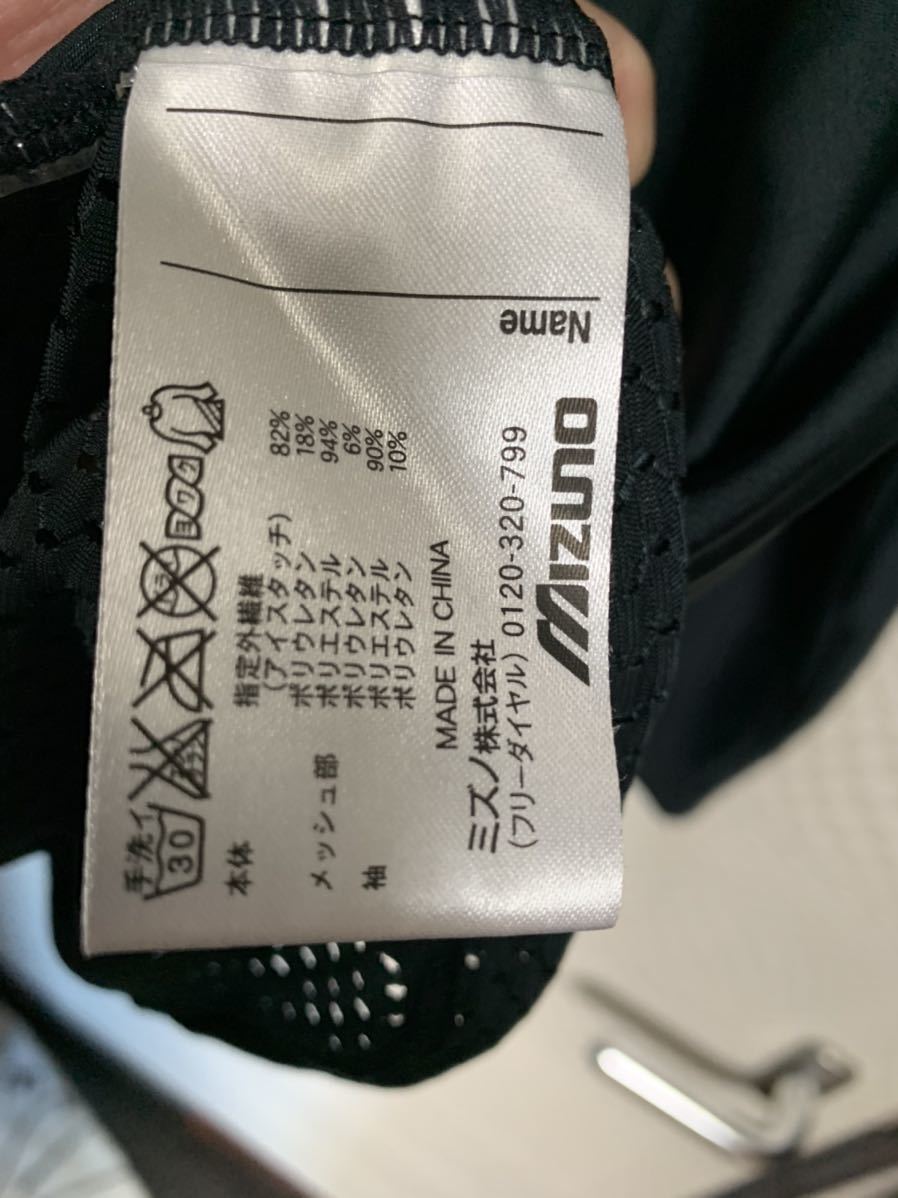 手洗イ
30
ヨワク
本体 指定外繊維
(アイスタッチ) 82%
ポリウレタン 18%
メッシュ部 ポリエステル 94%
ポリウレタン 6%
袖 ポリエステル 90%
ポリウレタン 10%
MADE IN CHINA
ミズノ株式会社
(フリーダイヤル) 0120-320-799
MIZUNO
Name